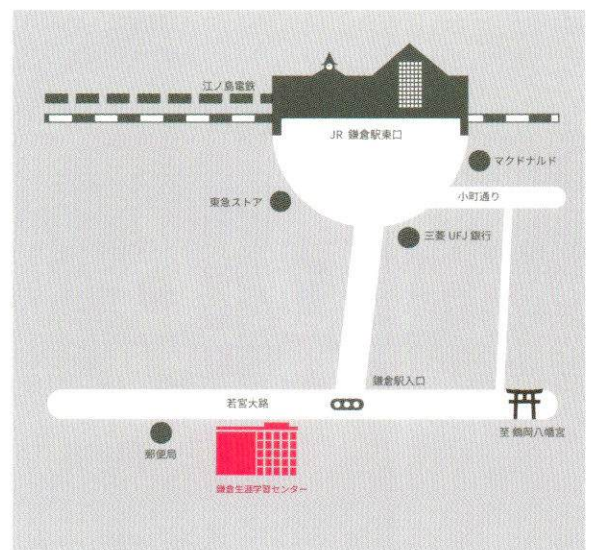 江ノ島電鉄
JR 鎌倉駅東口
マクドナルド
東急ストア
小町通り
三菱 UFJ 銀行
鎌倉駅入口
若宮大路
至 鶴岡八幡宮
郵便局
鎌倉生涯学習センター